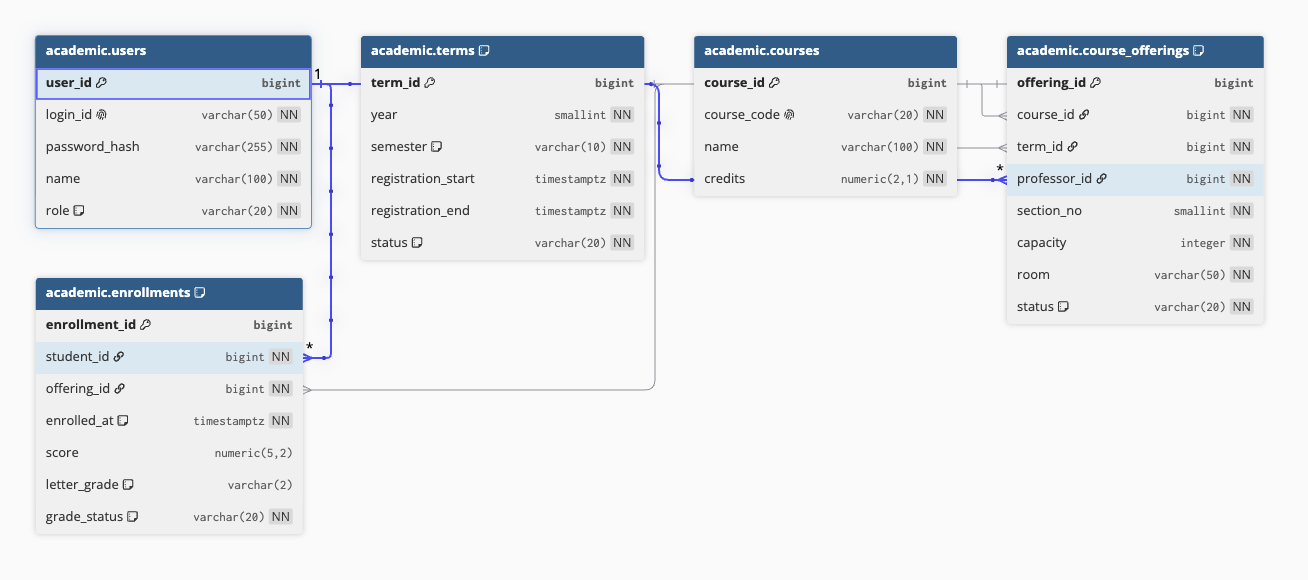 academic.users
user_id bigint
login_id varchar(50) NN
password_hash varchar(255) NN
name varchar(100) NN
role varchar(20) NN
1
academic.terms
term_id bigint
year smallint NN
semester varchar(10) NN
registration_start timestamptz NN
registration_end timestamptz NN
status varchar(20) NN
academic.courses
course_id bigint
course_code varchar(20) NN
name varchar(100) NN
credits numeric(2,1) NN
*
academic.course_offerings
offering_id bigint
course_id bigint NN
term_id bigint NN
professor_id bigint NN
section_no smallint NN
capacity integer NN
room varchar(50) NN
status varchar(20) NN
academic.enrollments
enrollment_id bigint
student_id bigint NN
*
offering_id bigint NN
enrolled_at timestamptz NN
score numeric(5,2)
letter_grade varchar(2)
grade_status varchar(20) NN